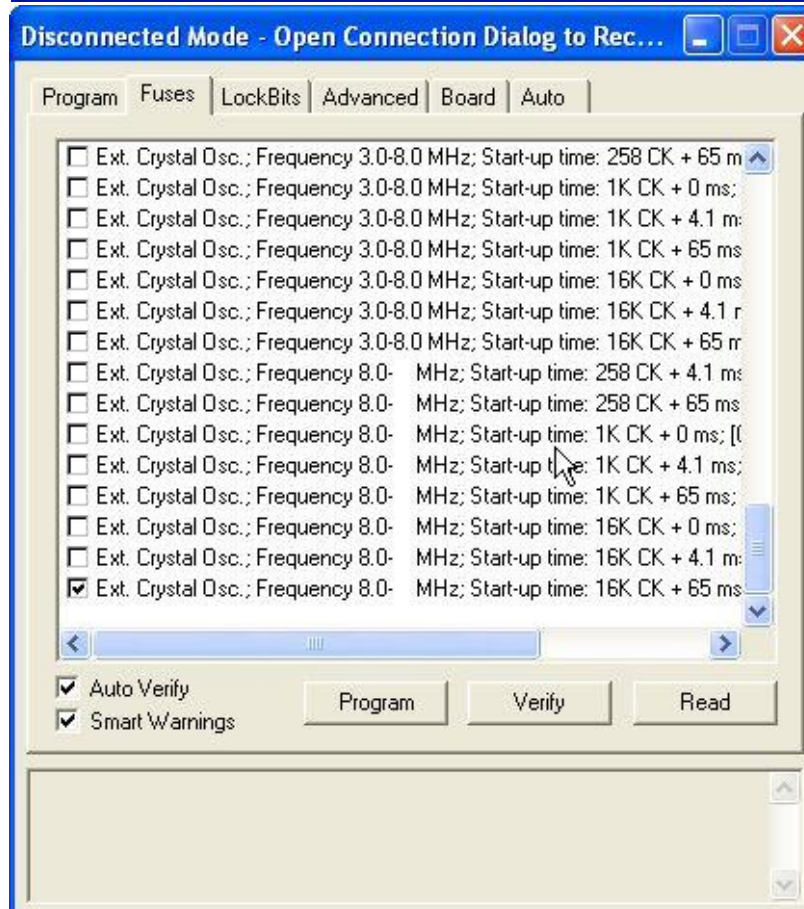 Disconnected Mode - Open Connection Dialog to Rec...
Program Fuses LockBits Advanced Board Auto
Ext. Crystal Osc.; Frequency 3.0-8.0 MHz; Start-up time: 258 CK + 65 m
Ext. Crystal Osc.; Frequency 3.0-8.0 MHz; Start-up time: 1K CK + 0 ms;
Ext. Crystal Osc.; Frequency 3.0-8.0 MHz; Start-up time: 1K CK + 4.1 m
Ext. Crystal Osc.; Frequency 3.0-8.0 MHz; Start-up time: 1K CK + 65 ms
Ext. Crystal Osc.; Frequency 3.0-8.0 MHz; Start-up time: 16K CK + 0 ms
Ext. Crystal Osc.; Frequency 3.0-8.0 MHz; Start-up time: 16K CK + 4.1
Ext. Crystal Osc.; Frequency 3.0-8.0 MHz; Start-up time: 16K CK + 65
Ext. Crystal Osc.; Frequency 8.0- MHz; Start-up time: 258 CK + 4.1 ms
Ext. Crystal Osc.; Frequency 8.0- MHz; Start-up time: 258 CK + 65 ms
Ext. Crystal Osc.; Frequency 8.0- MHz; Start-up time: 1K CK + 0 ms; [(
Ext. Crystal Osc.; Frequency 8.0- MHz; Start-up time: 1K CK + 4.1 ms;
Ext. Crystal Osc.; Frequency 8.0- MHz; Start-up time: 1K CK + 65 ms;
Ext. Crystal Osc.; Frequency 8.0- MHz; Start-up time: 16K CK + 0 ms;
Ext. Crystal Osc.; Frequency 8.0- MHz; Start-up time: 16K CK + 4.1 m
Ext. Crystal Osc.; Frequency 8.0- MHz; Start-up time: 16K CK + 65 ms
Auto Verify
Smart Warnings
Program Verify Read